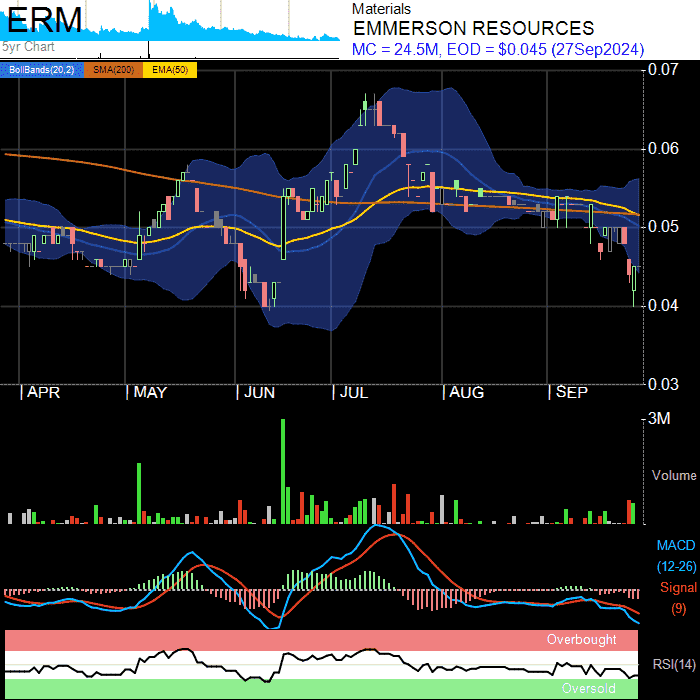 ERM
5yr Chart
Materials
EMMERSON RESOURCES
MC = 24.5M, EOD = $0.045 (27Sep2024)
BollBands(20,2) SMA(200) EMA(50)
0.07
0.06
0.05
0.04
0.03
APR MAY JUN JUL AUG SEP
3M
Volume
MACD
(12-26)
Signal
(9)
Overbought
RSI(14)
Oversold